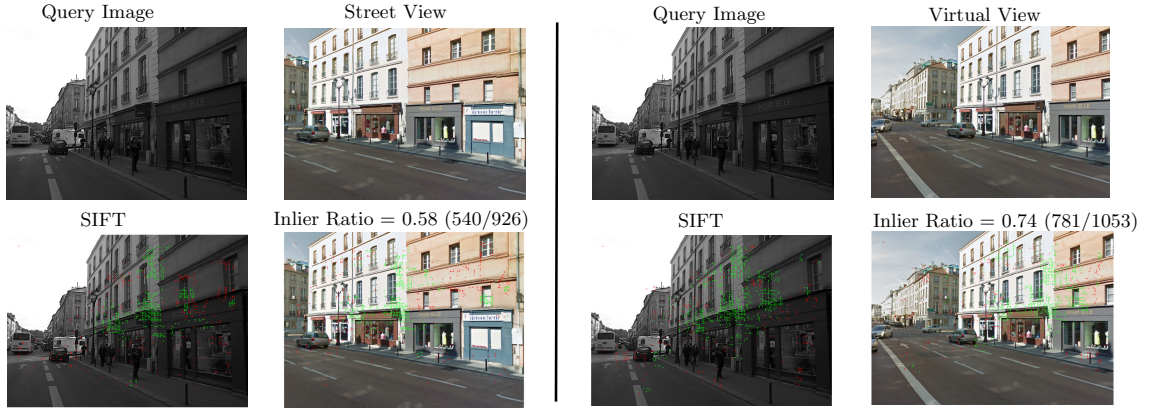 Query Image
Street View
Query Image
Virtual View
SIFT
Inlier Ratio = 0.58 (540/926)
SIFT
Inlier Ratio = 0.74 (781/1053)